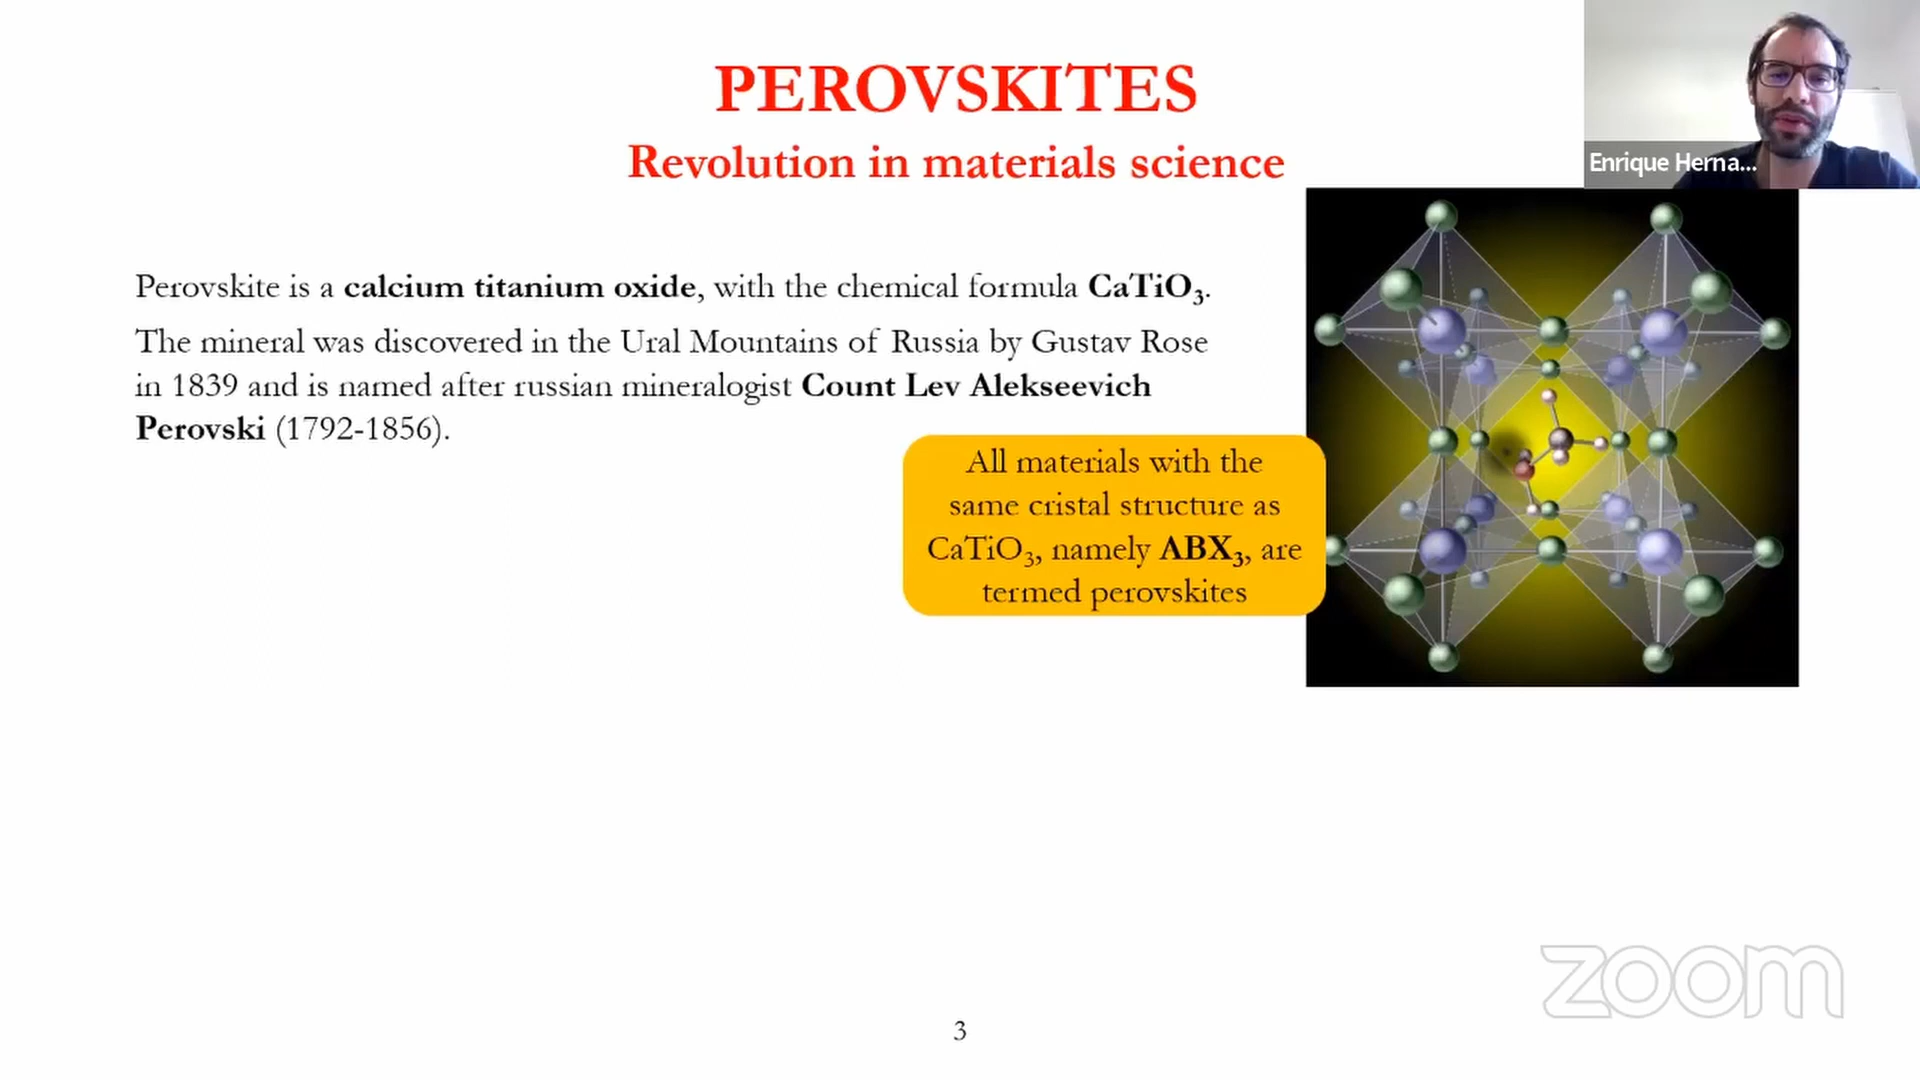 PEROVSKITES
Revolution in materials science
Enrique Herna...
Perovskite is a calcium titanium oxide, with the chemical formula CaTiO₃.
The mineral was discovered in the Ural Mountains of Russia by Gustav Rose
in 1839 and is named after russian mineralogist Count Lev Alekseevich
Perovski (1792-1856).
All materials with the
same cristal structure as
CaTiO₃, namely ABX₃, are
termed perovskites
zoom
3